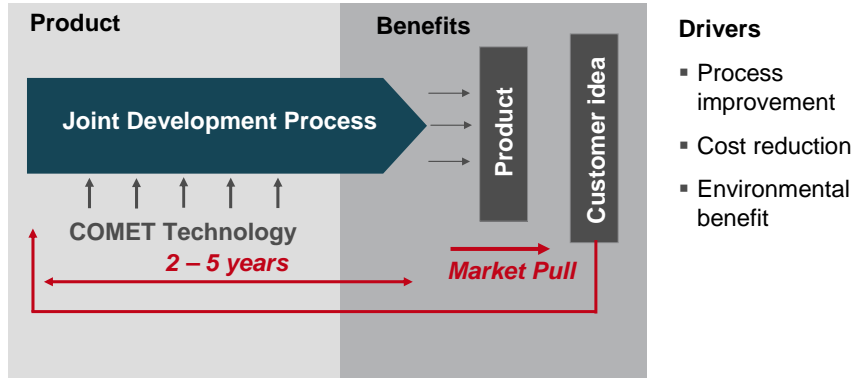 Product
Benefits
Joint Development Process
COMET Technology
2 – 5 years
Product
Customer idea
Market Pull
Drivers
▪ Process
improvement
▪ Cost reduction
▪ Environmental
benefit